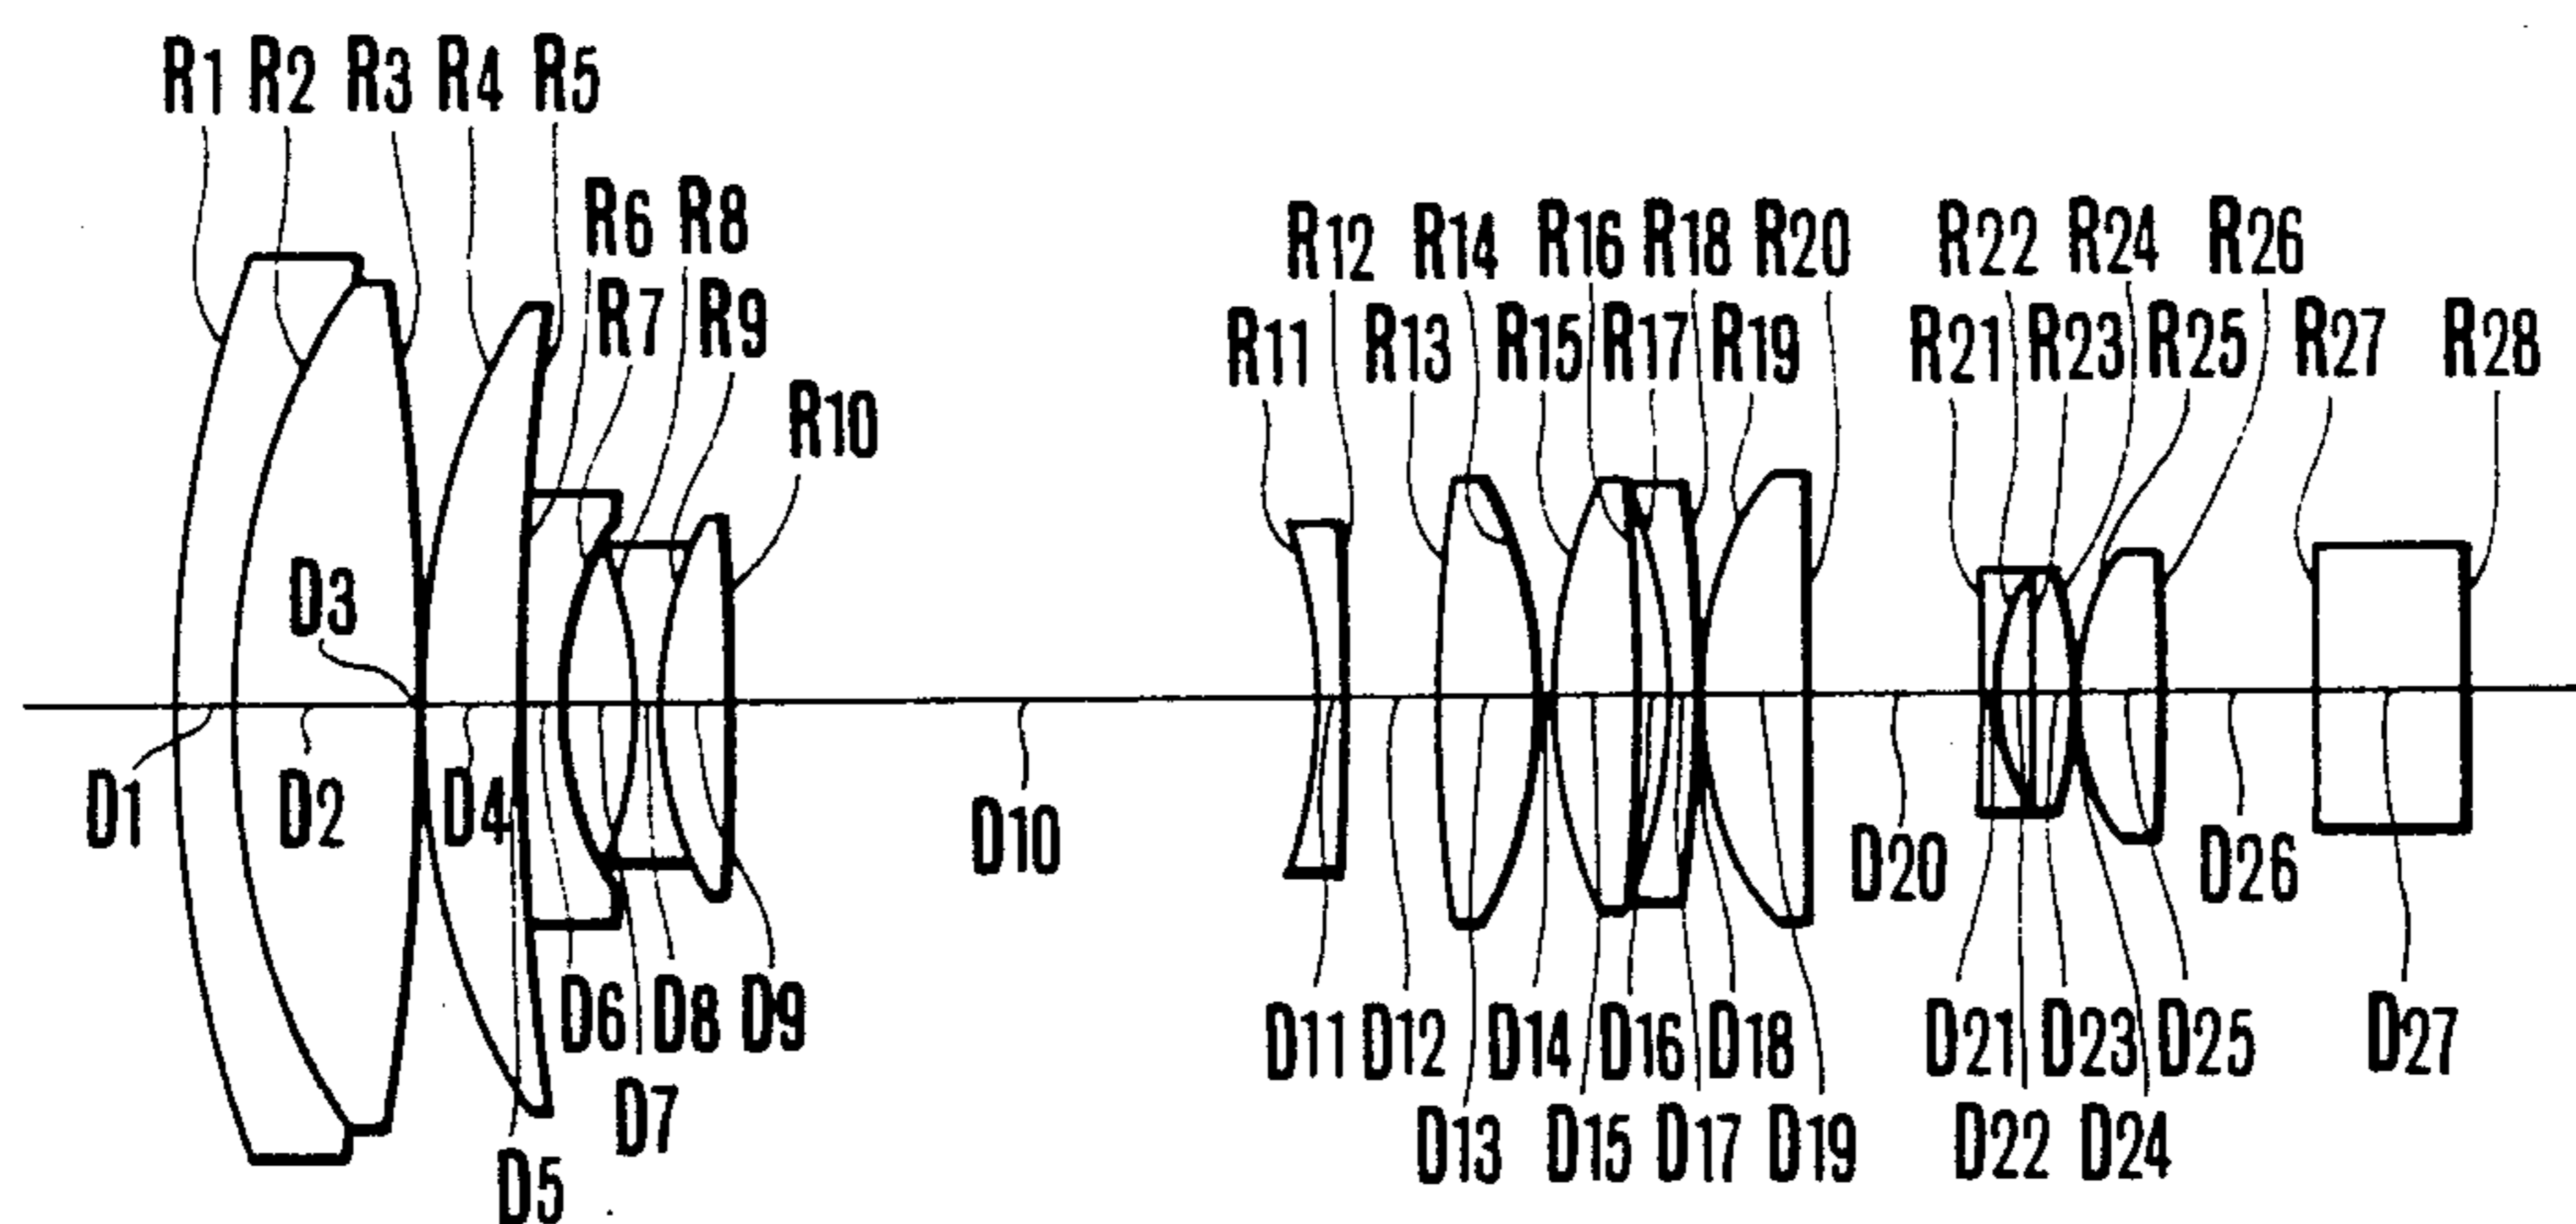 R1 R2 R3 R4 R5
R6 R8
R7 R9
R10
R12 R14 R16 R18 R20 R22 R24 R26
R11 R13 R15 R17 R19 R21 R23 R25 R27 R28
D3
D1 D2 D4 D10 D20 D26
D6 D8 D9 D11 D12 D14 D16 D18 D21 D23 D25 D27
D7 D13 D15 D17 D19 D22 D24
D5